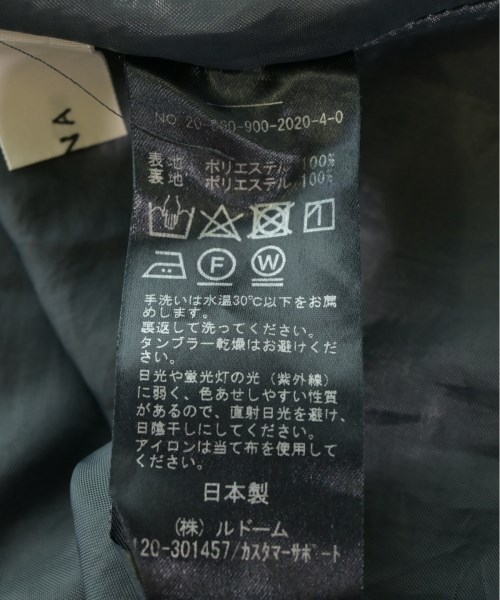 NA
NO. 20-060-900-2020-4-0
表地 ポリエステル 100%
裏地 ポリエステル 100%
F W
手洗いは水温30℃以下をお薦
めします。
裏返して洗ってください。
タンブラー乾燥はお避けくだ
さい。
日光や蛍光灯の光（紫外線）
に弱く、色あせしやすい性質
があるので、直射日光を避け、
日陰干しにしてください。
アイロンは当て布を使用して
ください。
日本製
（株）ルドーム
120-301457/カスタマーサポート